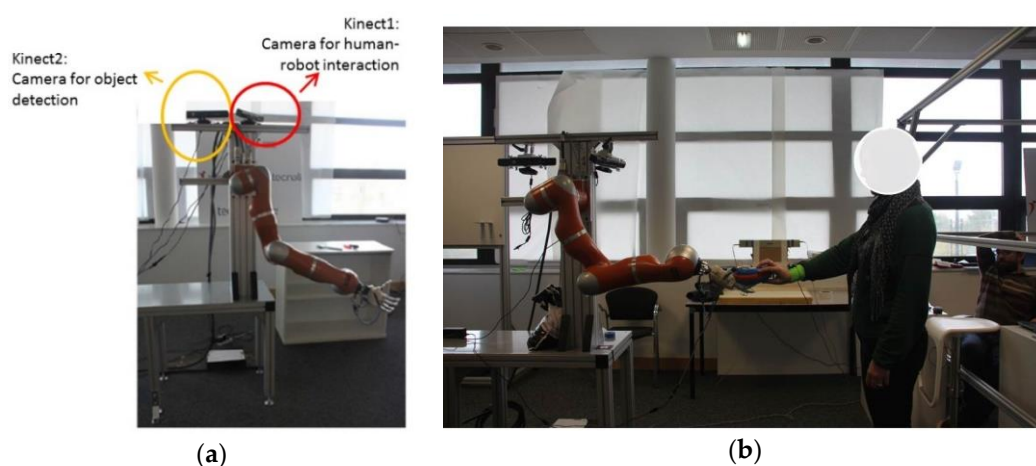 Kinect1:
Camera for human-
robot interaction
Kinect2:
Camera for object
detection
(a)
(b)